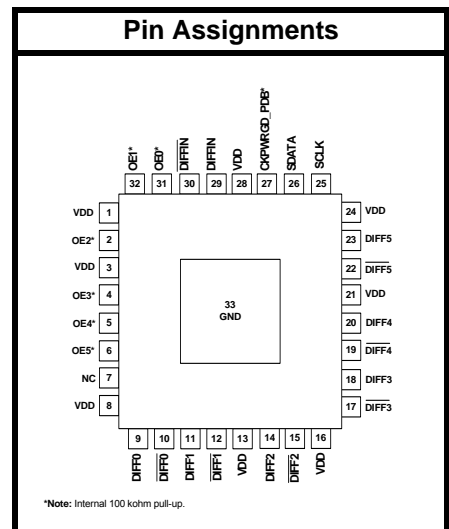 Pin Assignments
OE1*
OE0*
DIFFIN
DIFFIN
VDD
CKPWRGD_PDB*
SDATA
SCLK
32 31 30 29 28 27 26 25
VDD 1
OE2* 2
VDD 3
OE3* 4
OE4* 5
OE5* 6
NC 7
VDD 8
33
GND
24 VDD
23 DIFF5
22 DIFF5
21 VDD
20 DIFF4
19 DIFF4
18 DIFF3
17 DIFF3
9 10 11 12 13 14 15 16
DIFF0
DIFF0
DIFF1
DIFF1
VDD
DIFF2
DIFF2
VDD
*Note: Internal 100 kohm pull-up.